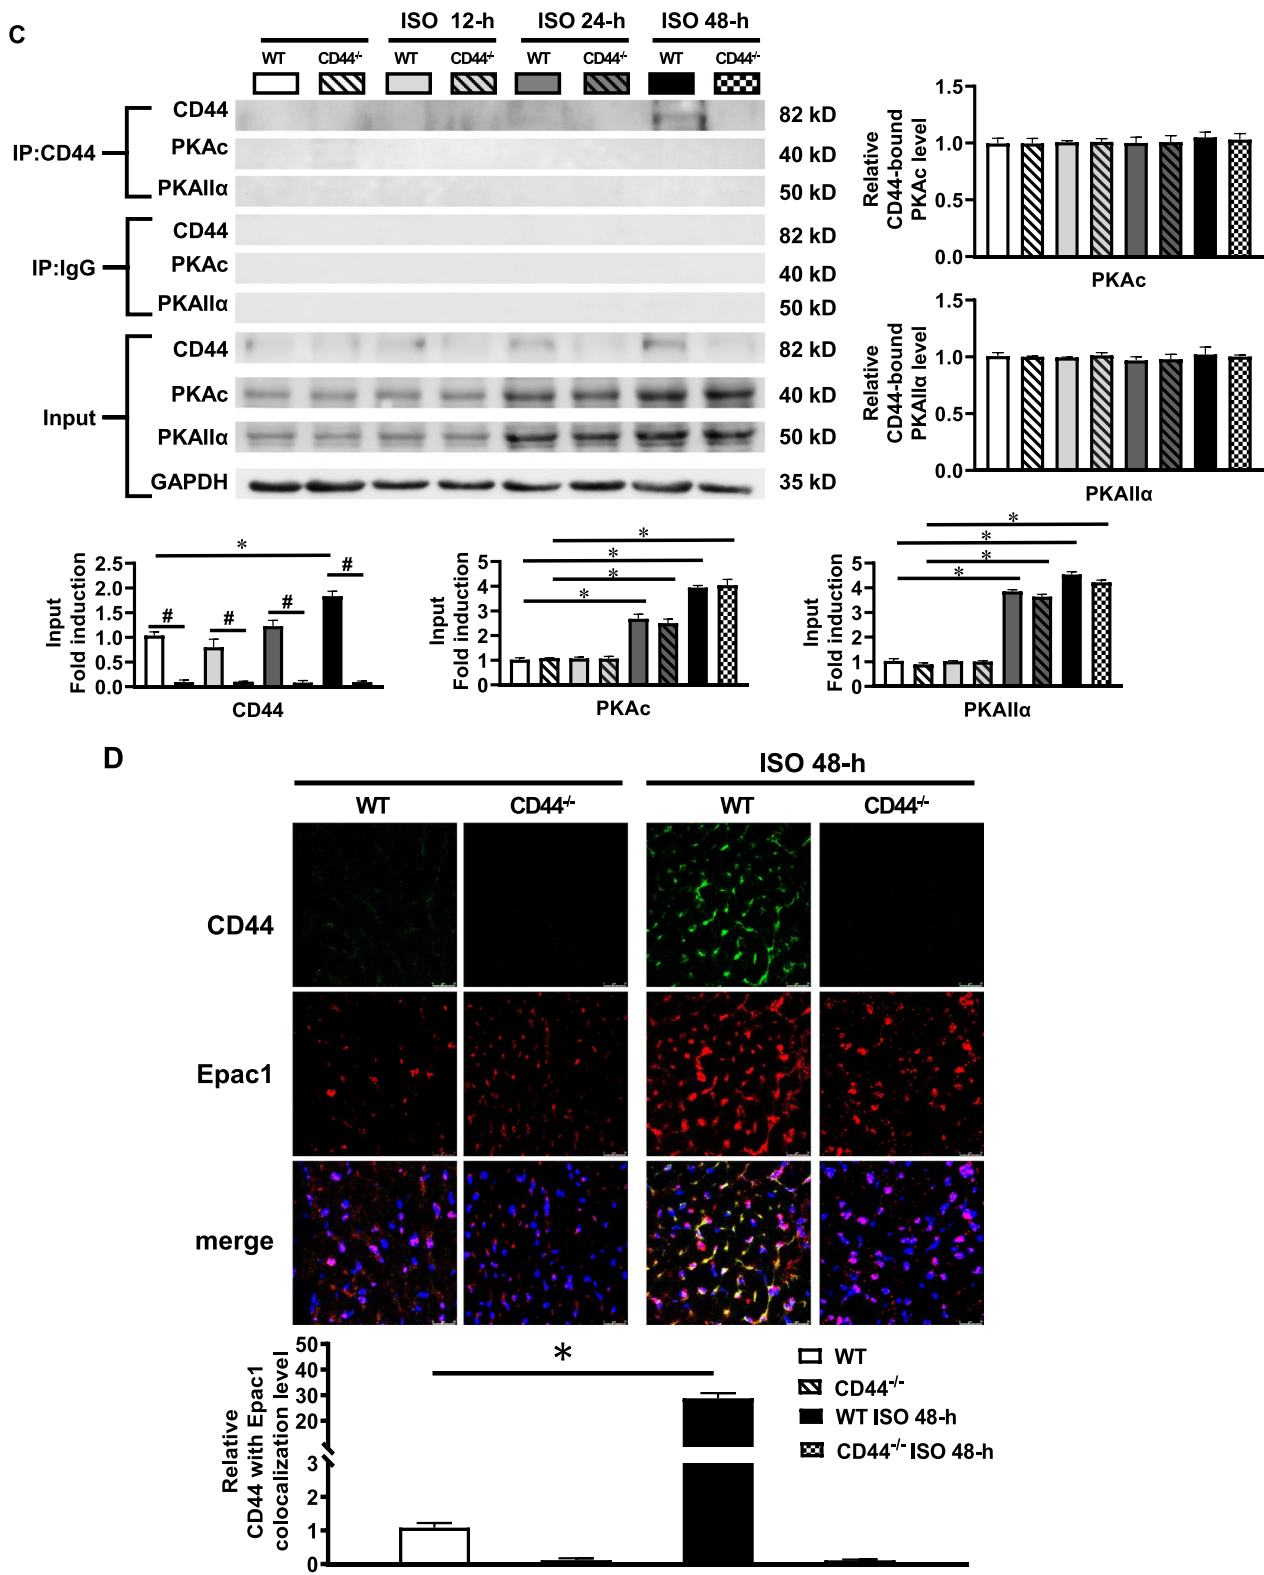 C
ISO 12-h ISO 24-h ISO 48-h
WT CD44-/- WT CD44-/- WT CD44-/- WT CD44-/-
IP:CD44
CD44 82 kD
PKAc 40 kD
PKAIIα 50 kD
IP:IgG
CD44 82 kD
PKAc 40 kD
PKAIIα 50 kD
Input
CD44 82 kD
PKAc 40 kD
PKAIIα 50 kD
GAPDH 35 kD
Relative
CD44-bound
PKAc level
1.5
1.0
0.5
0.0
PKAc
Relative
CD44-bound
PKAIIα level
1.5
1.0
0.5
0.0
PKAIIα
Input
Fold induction
2.5
2.0
1.5
1.0
0.5
0.0
*
# # # #
CD44
Input
Fold induction
5
4
3
2
1
0
*
*
*
*
PKAc
Input
Fold induction
5
4
3
2
1
0
*
*
*
*
PKAIIα
D
ISO 48-h
WT CD44-/- WT CD44-/-
CD44
Epac1
merge
Relative
CD44 with Epac1
colocalization level
50
40
30
20
3
2
1
0
*
WT
CD44-/-
WT ISO 48-h
CD44-/- ISO 48-h